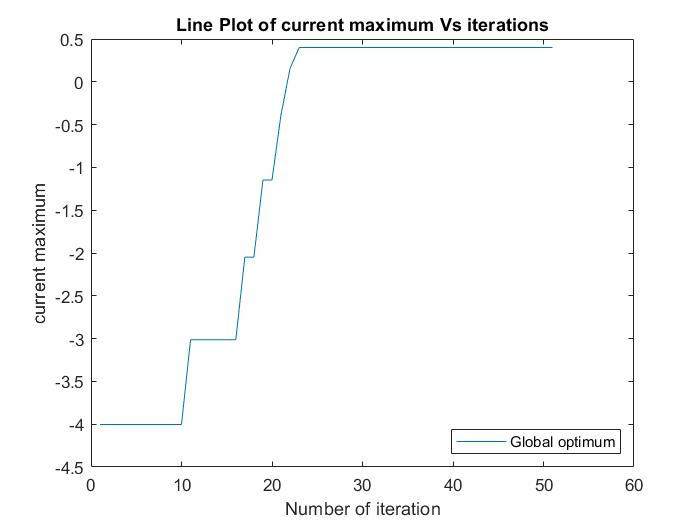 Line Plot of current maximum Vs iterations
0.5
0
-0.5
-1
-1.5
-2
-2.5
-3
-3.5
-4
-4.5
current maximum
Global optimum
0 10 20 30 40 50 60
Number of iteration